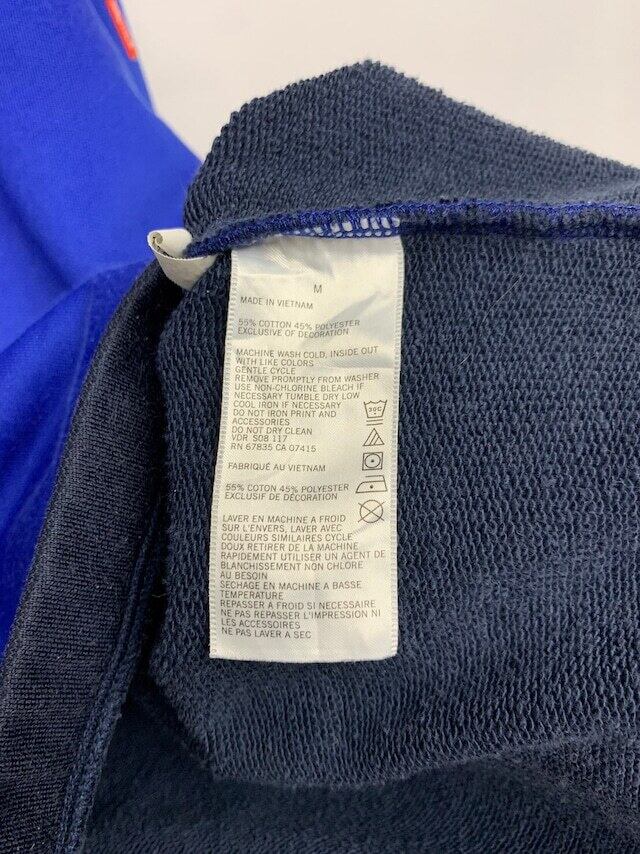 M
MADE IN VIETNAM
55% COTTON 45% POLYESTER
EXCLUSIVE OF DECORATION
MACHINE WASH COLD, INSIDE OUT
WITH LIKE COLORS
GENTLE CYCLE
REMOVE PROMPTLY FROM WASHER
USE NON-CHLORINE BLEACH IF
NECESSARY TUMBLE DRY LOW
COOL IRON IF NECESSARY
DO NOT IRON PRINT AND
ACCESSORIES
DO NOT DRY CLEAN
VDR S08 117
RN 67835 CA 07415
30C
FABRIQUÉ AU VIETNAM
55% COTTON 45% POLYESTER
EXCLUSIF DE DÉCORATION
LAVER EN MACHINE A FROID
SUR L'ENVERS, LAVER AVEC
COULEURS SIMILAIRES CYCLE
DOUX RETIRER DE LA MACHINE
RAPIDEMENT UTILISER UN AGENT DE
BLANCHISSEMENT NON CHLORE
AU BESOIN
SECHAGE EN MACHINE A BASSE
TEMPERATURE
REPASSER A FROID SI NECESSAIRE
NE PAS REPASSER L'IMPRESSION NI
LES ACCESSOIRES
NE PAS LAVER A SEC